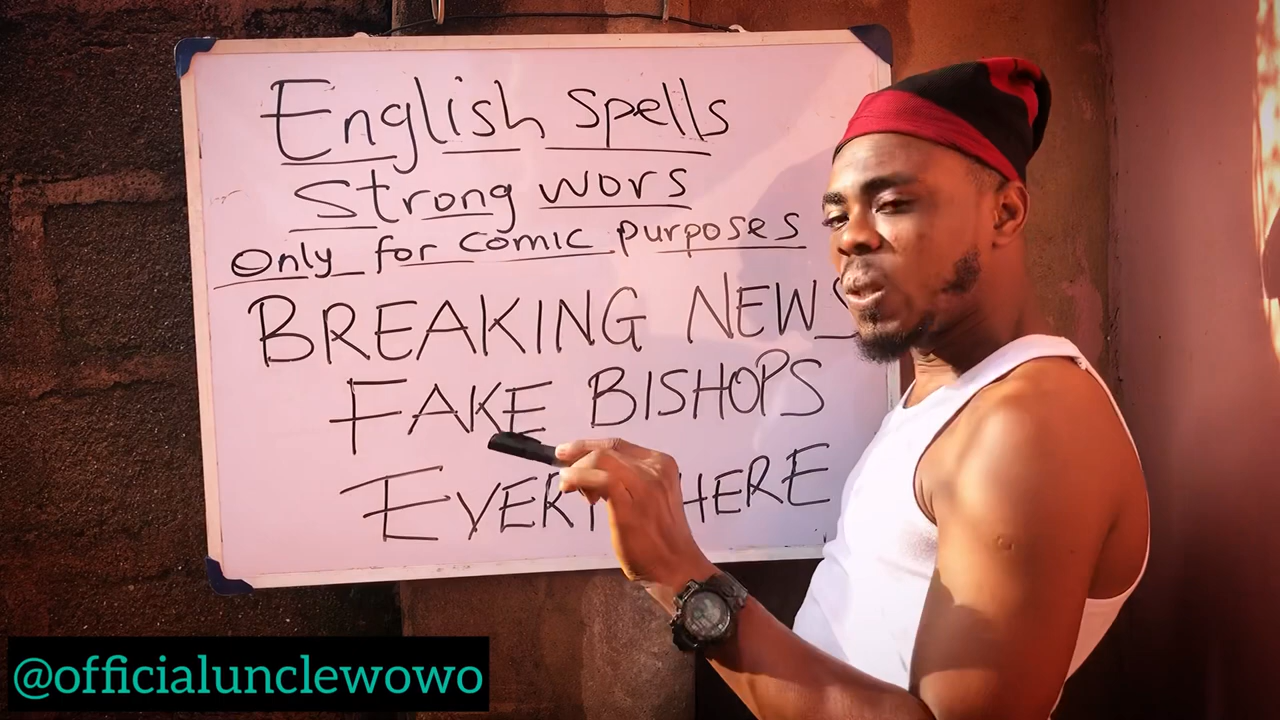 English spells
Strong wors
only for comic purposes
BREAKING NEWS
FAKE BISHOPS
@officialunclewowo